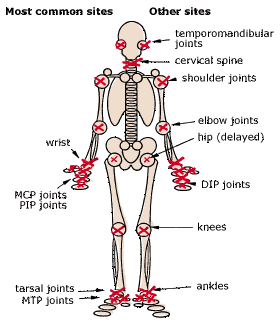 Most common sites
Other sites
temporomandibular
joints
cervical spine
shoulder joints
elbow joints
hip (delayed)
wrist
MCP joints
PIP joints
DIP joints
knees
tarsal joints
MTP joints
ankles